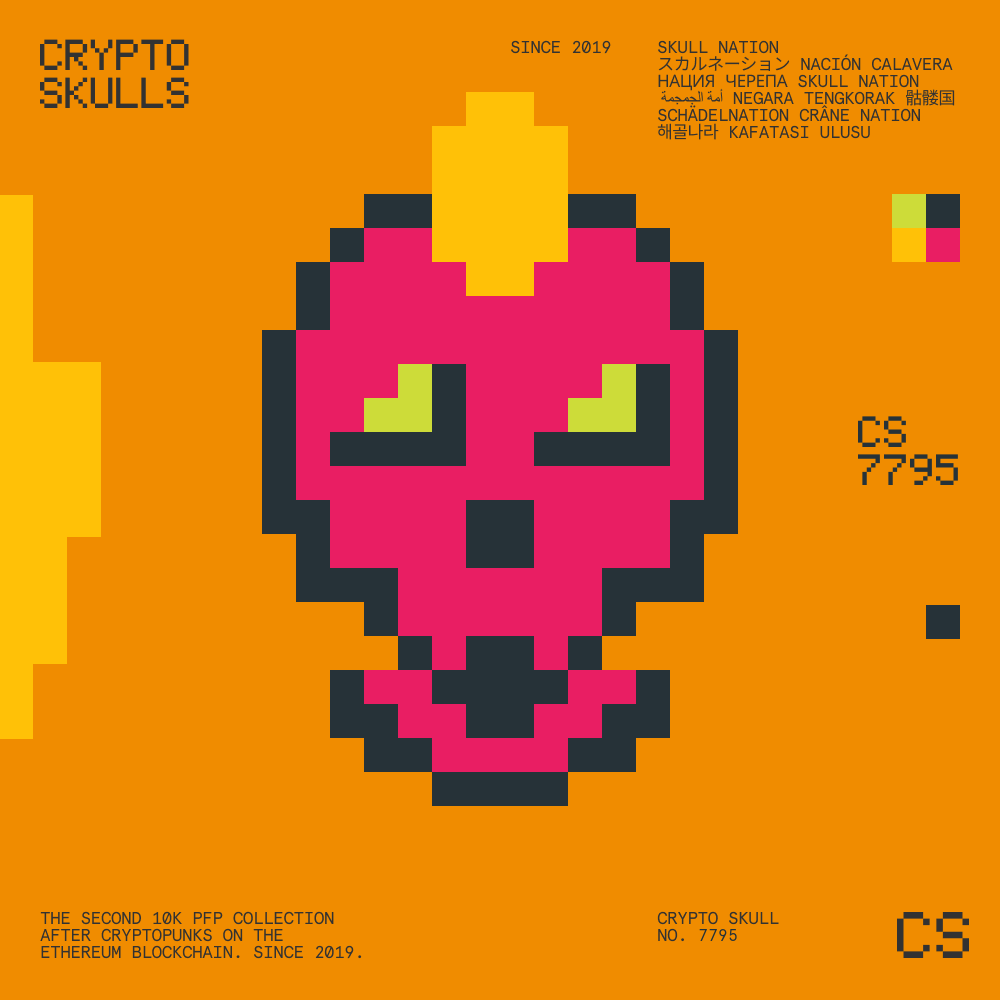 CRYPTO
SKULLS
SINCE 2019
SKULL NATION
スカルネーション NACIÓN CALAVERA
НАЦИЯ ЧЕРЕПА SKULL NATION
أمة الجمجمة NEGARA TENGKORAK 骷髅国
SCHÄDELNATION CRÂNE NATION
해골나라 KAFATASI ULUSU
CS
7795
THE SECOND 10K PFP COLLECTION
AFTER CRYPTOPUNKS ON THE
ETHEREUM BLOCKCHAIN. SINCE 2019.
CRYPTO SKULL
NO. 7795
CS